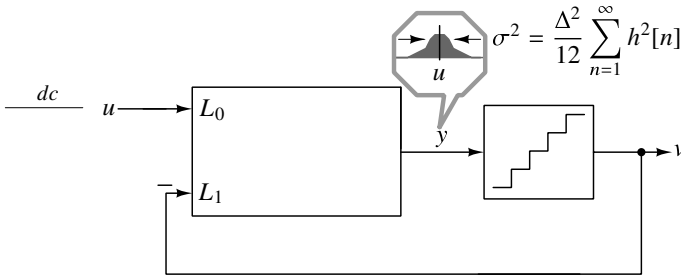 σ² = Δ²/12 ∞∑n=1 h²[n]
u
dc
u
L₀
y
v
− L₁